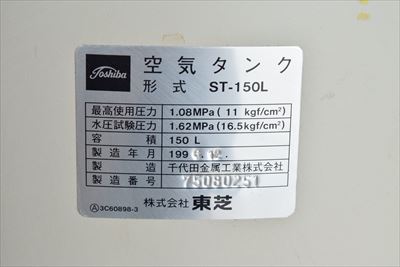 Toshiba
空気タンク
形式 ST-150L
最高使用圧力 1.08MPa( 11 kgf/cm²)
水圧試験圧力 1.62MPa(16.5kgf/cm²)
容積 150 L
製造年月 199
製造者 千代田金属工業株式会社
製造番号 75080251
Ⓐ3C60898-3 株式会社 東芝